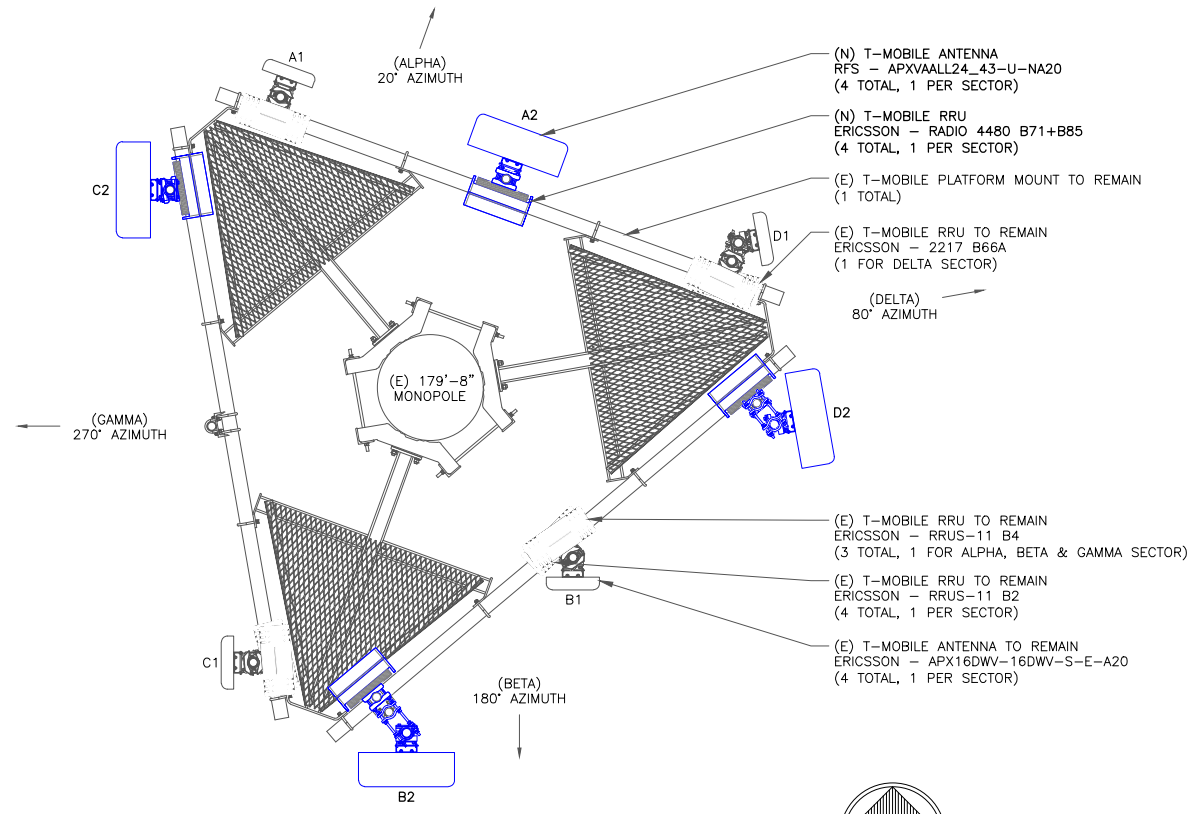 A1
(ALPHA)
20° AZIMUTH
A2
C2
(N) T-MOBILE ANTENNA
RFS - APXVAALL24_43-U-NA20
(4 TOTAL, 1 PER SECTOR)
(N) T-MOBILE RRU
ERICSSON - RADIO 4480 B71+B85
(4 TOTAL, 1 PER SECTOR)
(E) T-MOBILE PLATFORM MOUNT TO REMAIN
(1 TOTAL)
D1
(E) T-MOBILE RRU TO REMAIN
ERICSSON - 2217 B66A
(1 FOR DELTA SECTOR)
(DELTA)
80° AZIMUTH
(E) 179'-8"
MONOPOLE
(GAMMA)
270° AZIMUTH
D2
(E) T-MOBILE RRU TO REMAIN
ERICSSON - RRUS-11 B4
(3 TOTAL, 1 FOR ALPHA, BETA & GAMMA SECTOR)
(E) T-MOBILE RRU TO REMAIN
ERICSSON - RRUS-11 B2
(4 TOTAL, 1 PER SECTOR)
B1
(E) T-MOBILE ANTENNA TO REMAIN
ERICSSON - APX16DWV-16DWV-S-E-A20
(4 TOTAL, 1 PER SECTOR)
C1
(BETA)
180° AZIMUTH
B2